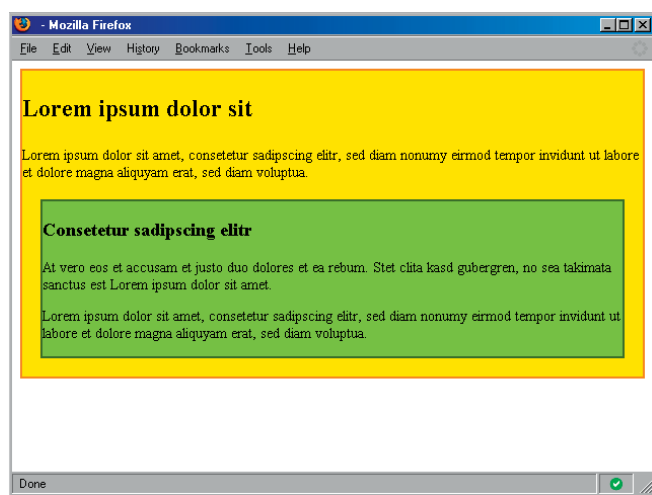 - Mozilla Firefox
File Edit View History Bookmarks Tools Help
Lorem ipsum dolor sit
Lorem ipsum dolor sit amet, consetetur sadipscing elitr, sed diam nonumy eirmod tempor invidunt ut labore
et dolore magna aliquyam erat, sed diam voluptua.
Consetetur sadipscing elitr
At vero eos et accusam et justo duo dolores et ea rebum. Stet clita kasd gubergren, no sea takimata
sanctus est Lorem ipsum dolor sit amet.
Lorem ipsum dolor sit amet, consetetur sadipscing elitr, sed diam nonumy eirmod tempor invidunt ut
labore et dolore magna aliquyam erat, sed diam voluptua.
Done